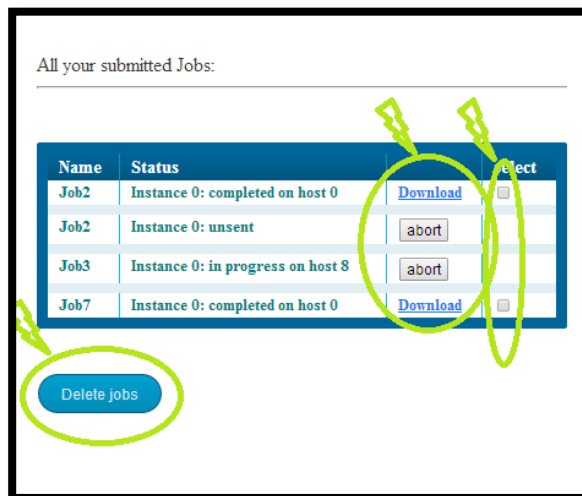 All your submitted Jobs:
Name Status elect
Job2 Instance 0: completed on host 0 Download
Job2 Instance 0: unsent abort
Job3 Instance 0: in progress on host 8 abort
Job7 Instance 0: completed on host 0 Download
Delete jobs